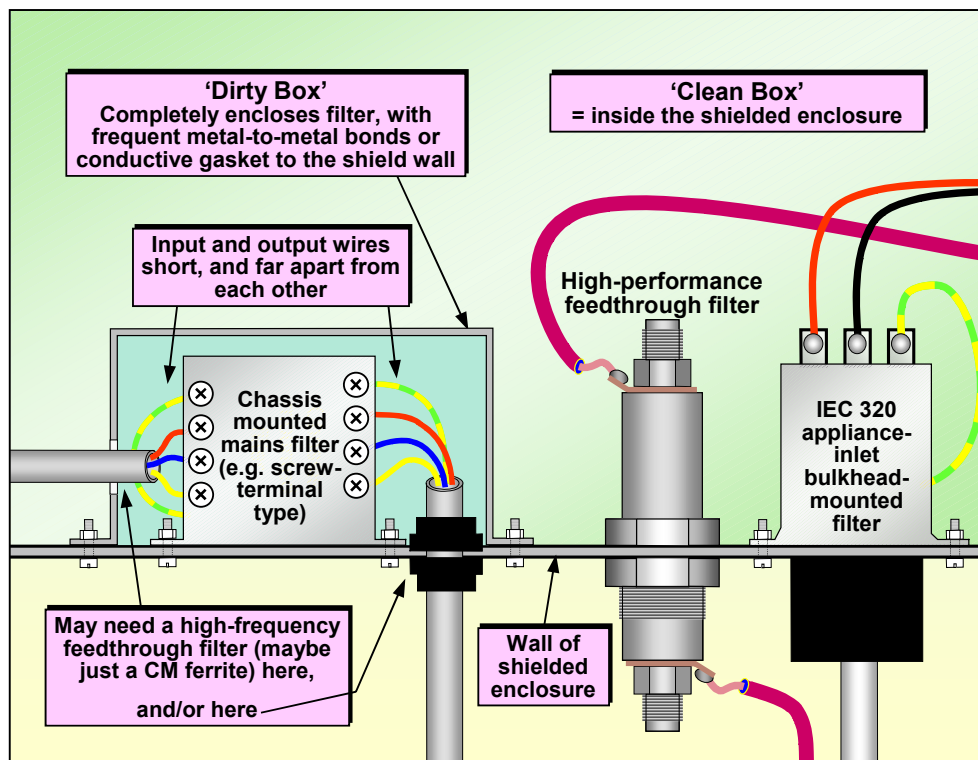 ‘Dirty Box’
Completely encloses filter, with
frequent metal-to-metal bonds or
conductive gasket to the shield wall
‘Clean Box’
= inside the shielded enclosure
Input and output wires
short, and far apart from
each other
High-performance
feedthrough filter
Chassis
mounted
mains filter
(e.g. screw-
terminal
type)
IEC 320
appliance-
inlet
bulkhead-
mounted
filter
May need a high-frequency
feedthrough filter (maybe
just a CM ferrite) here,
and/or here
Wall of
shielded
enclosure